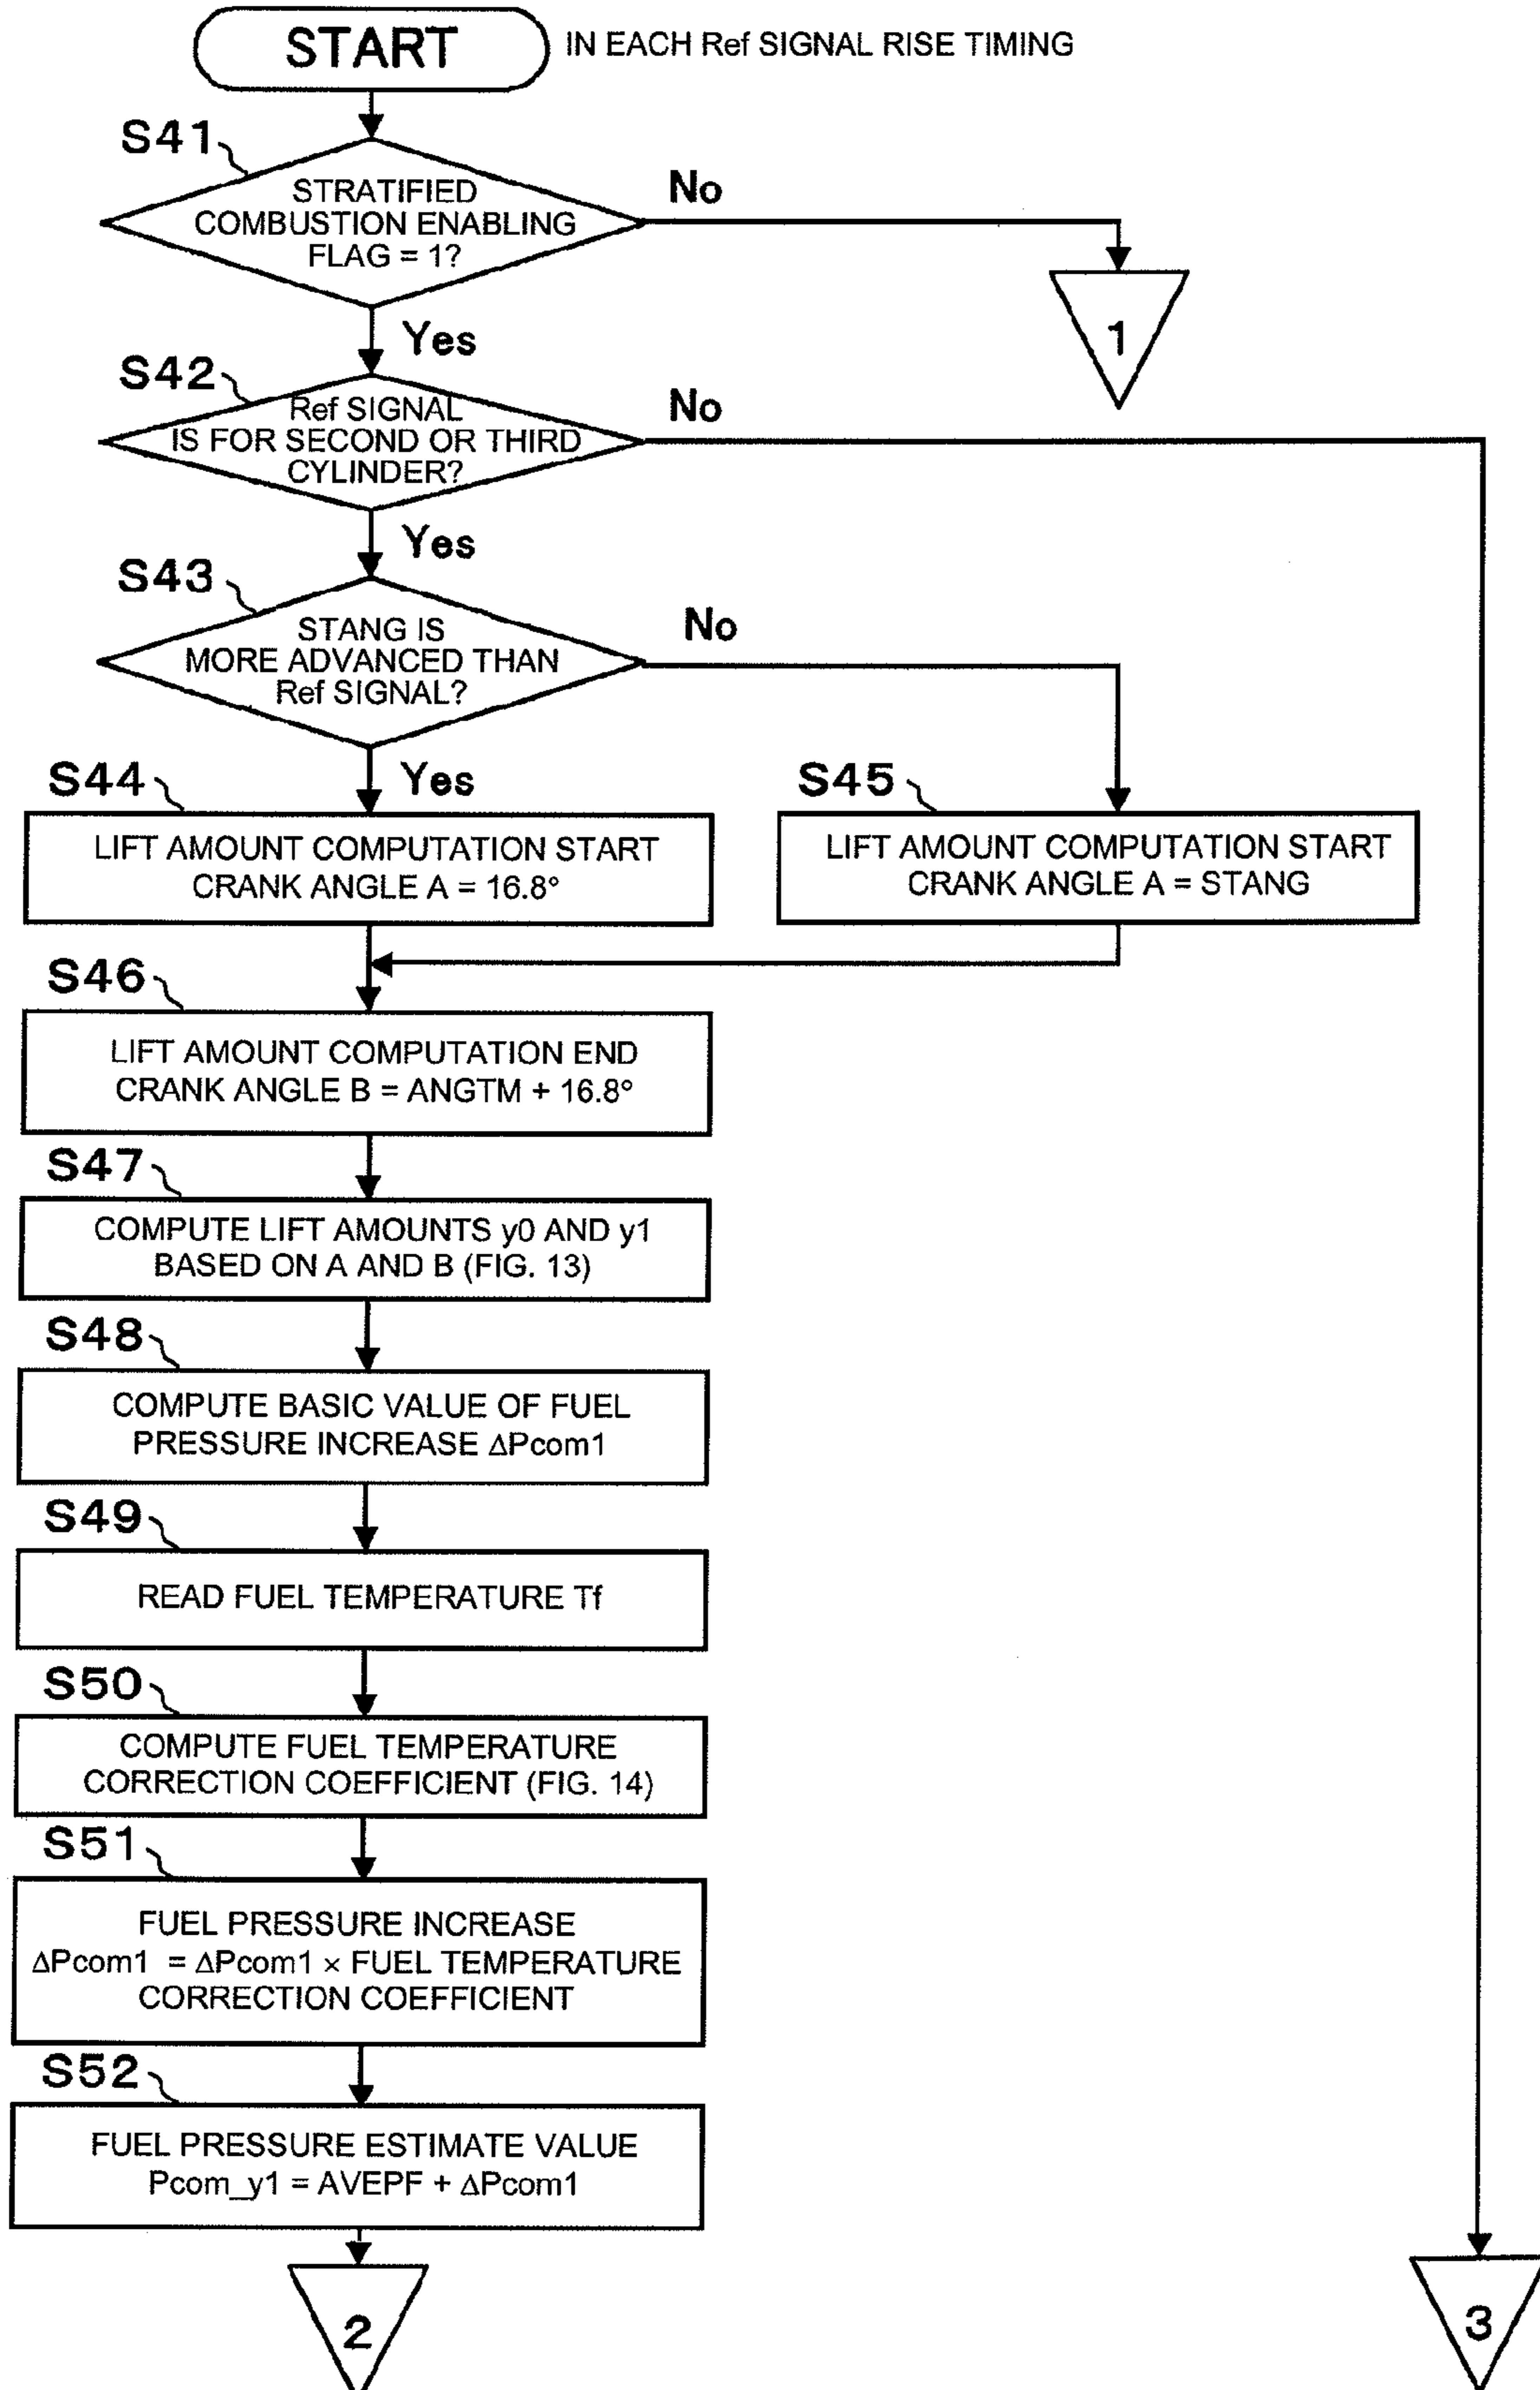 START
IN EACH Ref SIGNAL RISE TIMING
S41
STRATIFIED
COMBUSTION ENABLING
FLAG = 1?
No
1
Yes
S42
Ref SIGNAL
IS FOR SECOND OR THIRD
CYLINDER?
No
Yes
S43
STANG IS
MORE ADVANCED THAN
Ref SIGNAL?
No
Yes
S44
LIFT AMOUNT COMPUTATION START
CRANK ANGLE A = 16.8°
S45
LIFT AMOUNT COMPUTATION START
CRANK ANGLE A = STANG
S46
LIFT AMOUNT COMPUTATION END
CRANK ANGLE B = ANGTM + 16.8°
S47
COMPUTE LIFT AMOUNTS y0 AND y1
BASED ON A AND B (FIG. 13)
S48
COMPUTE BASIC VALUE OF FUEL
PRESSURE INCREASE ΔPcom1
S49
READ FUEL TEMPERATURE Tf
S50
COMPUTE FUEL TEMPERATURE
CORRECTION COEFFICIENT (FIG. 14)
S51
FUEL PRESSURE INCREASE
ΔPcom1 = ΔPcom1 × FUEL TEMPERATURE
CORRECTION COEFFICIENT
S52
FUEL PRESSURE ESTIMATE VALUE
Pcom_y1 = AVEPF + ΔPcom1
2
3